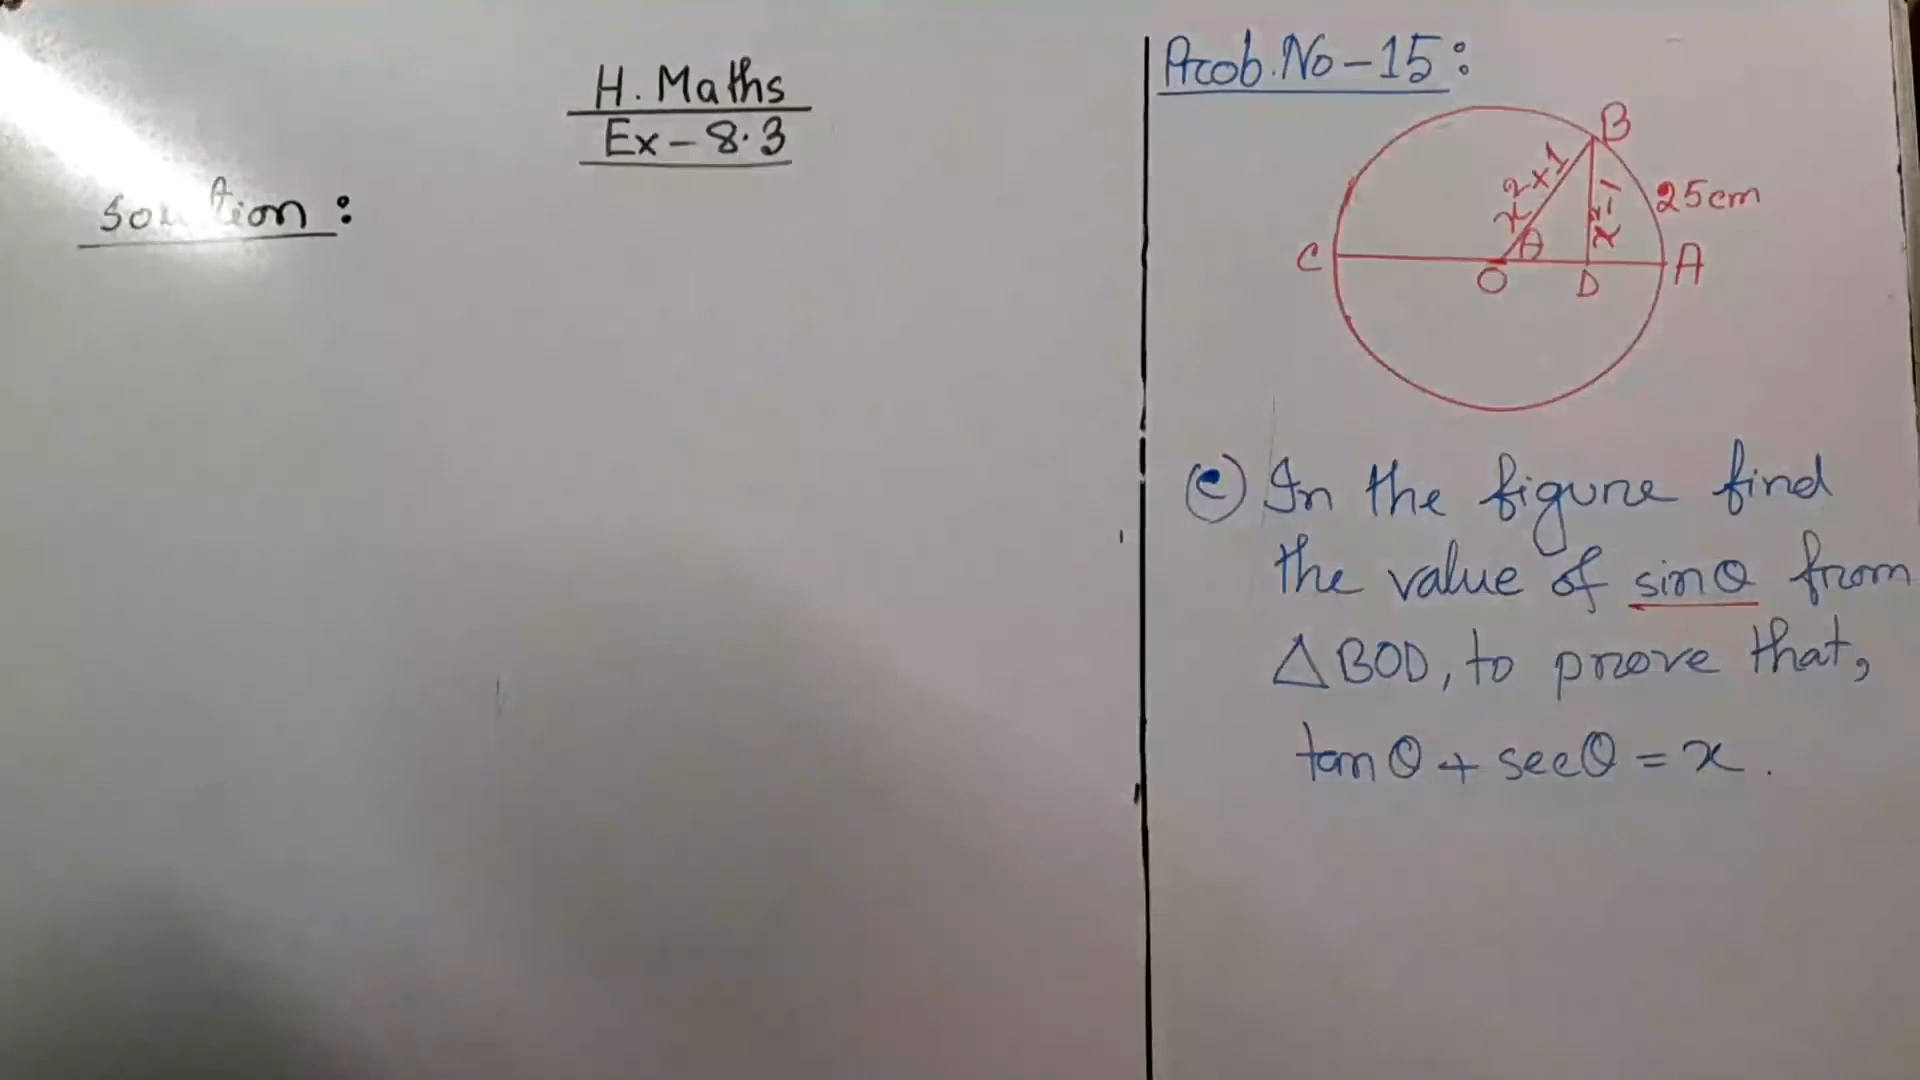 H. Maths
Ex - 8.3
Solution :
Prob. No - 15 :
B
x²+1
x²-1
25cm
C
θ
A
O
D
(c) In the figure find
the value of sinθ from
△BOD, to prove that,
tanθ + secθ = x .